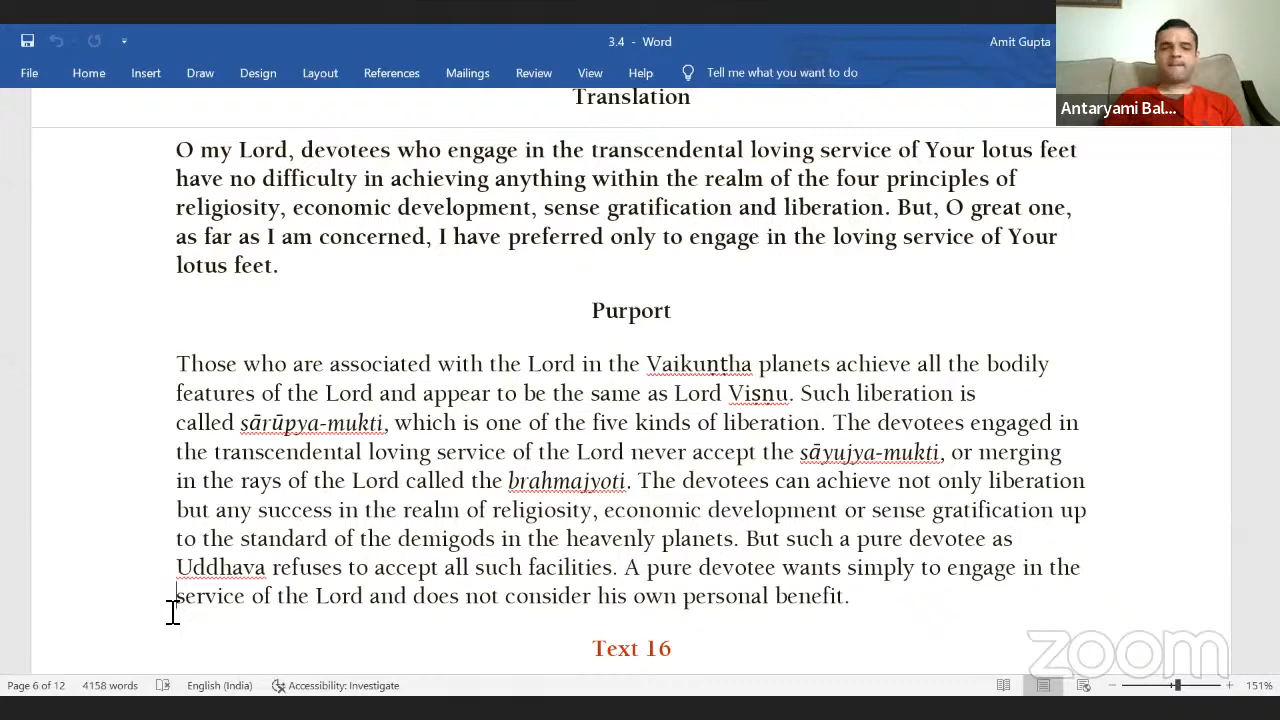 3.4 - Word
Amit Gupta
File Home Insert Draw Design Layout References Mailings Review View Help Tell me what you want to do
Antaryami Bal...
Translation
O my Lord, devotees who engage in the transcendental loving service of Your lotus feet
have no difficulty in achieving anything within the realm of the four principles of
religiosity, economic development, sense gratification and liberation. But, O great one,
as far as I am concerned, I have preferred only to engage in the loving service of Your
lotus feet.
Purport
Those who are associated with the Lord in the Vaikuṇṭha planets achieve all the bodily
features of the Lord and appear to be the same as Lord Viṣṇu. Such liberation is
called sārūpya-mukti, which is one of the five kinds of liberation. The devotees engaged in
the transcendental loving service of the Lord never accept the sāyujya-mukti, or merging
in the rays of the Lord called the brahmajyoti. The devotees can achieve not only liberation
but any success in the realm of religiosity, economic development or sense gratification up
to the standard of the demigods in the heavenly planets. But such a pure devotee as
Uddhava refuses to accept all such facilities. A pure devotee wants simply to engage in the
service of the Lord and does not consider his own personal benefit.
Text 16
zoom
Page 6 of 12 4158 words English (India) Accessibility: Investigate 151%